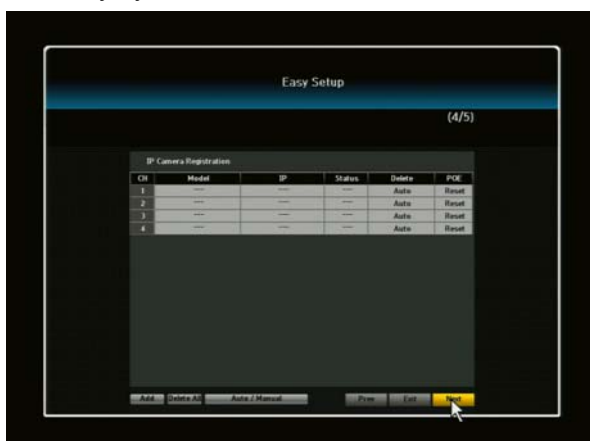 Easy Setup
(4/5)
IP Camera Registration
CH Model IP Status Delete POE
1 ---- ---- ---- Auto Reset
2 ---- ---- ---- Auto Reset
3 ---- ---- ---- Auto Reset
4 ---- ---- ---- Auto Reset
Add Delete All Auto / Manual Prev Exit Next